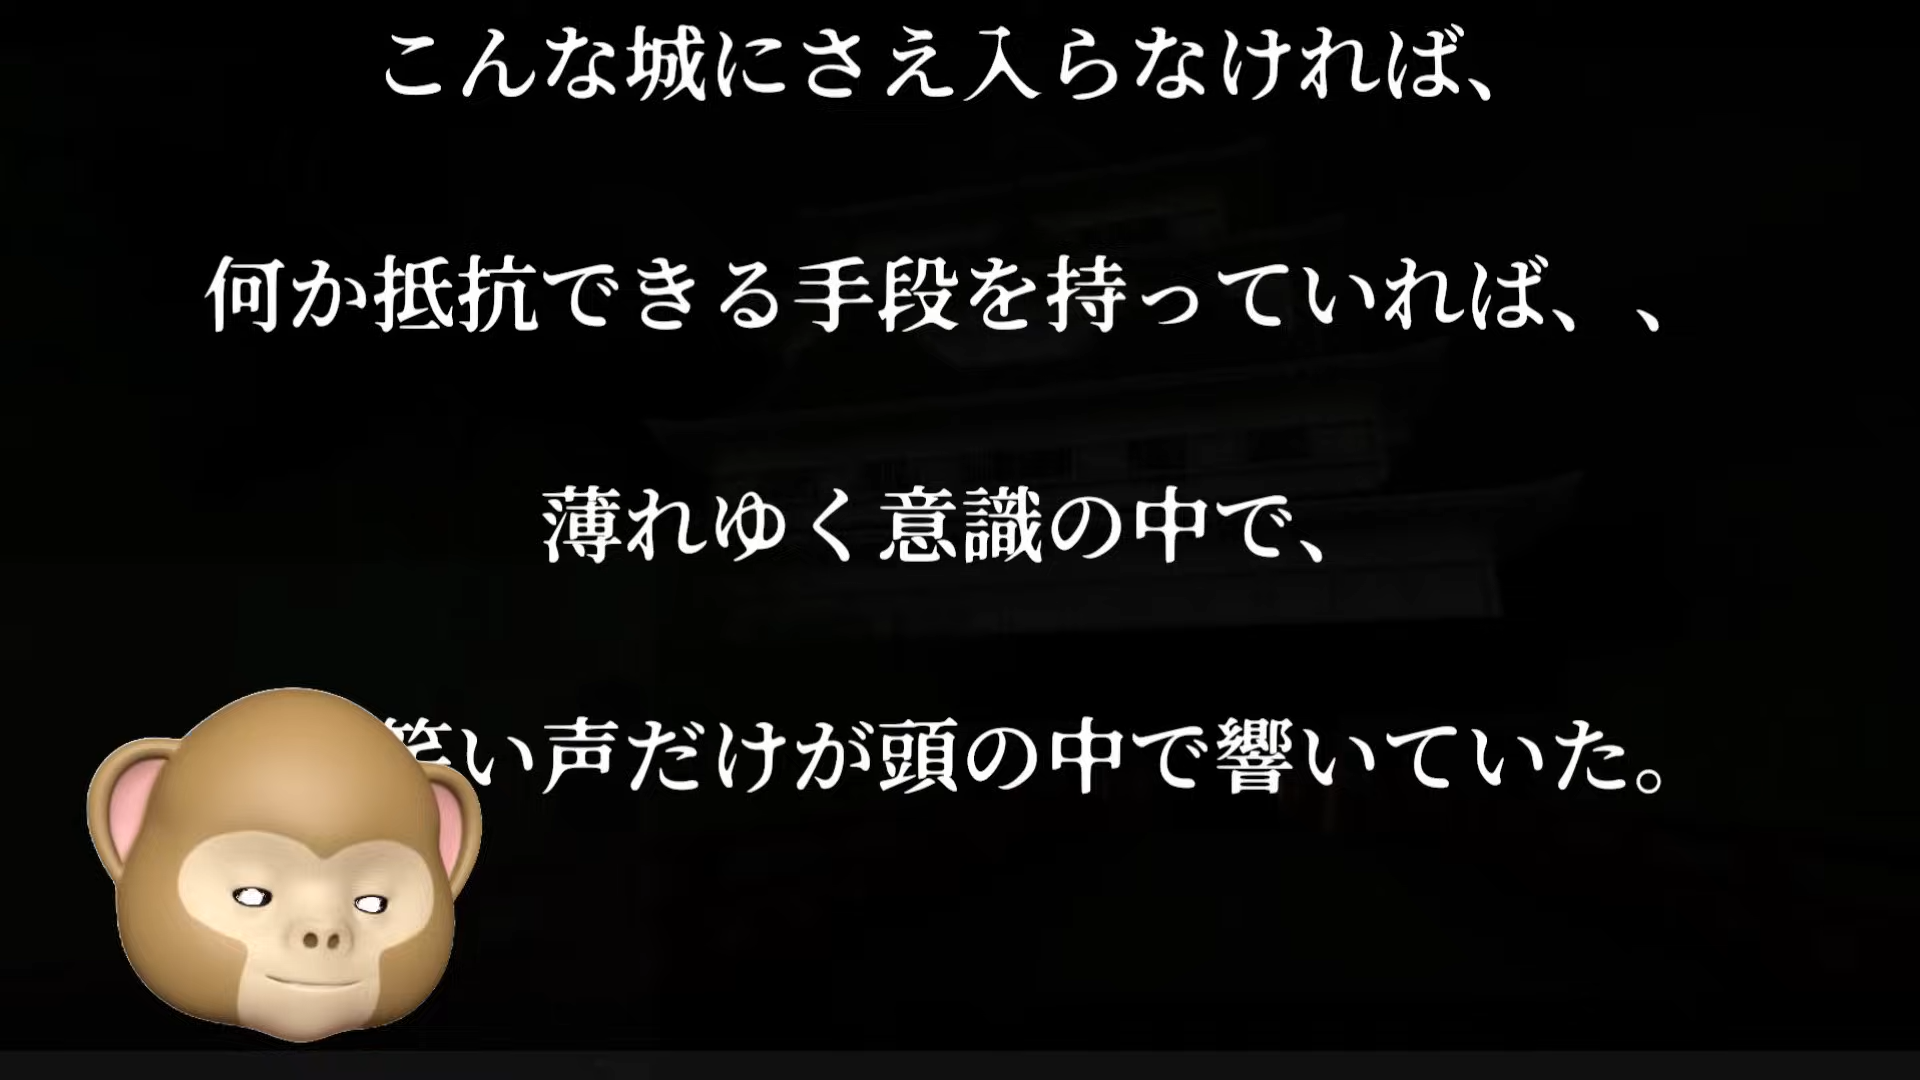 こんな城にさえ入らなければ、
何か抵抗できる手段を持っていれば、、
薄れゆく意識の中で、
笑い声だけが頭の中で響いていた。